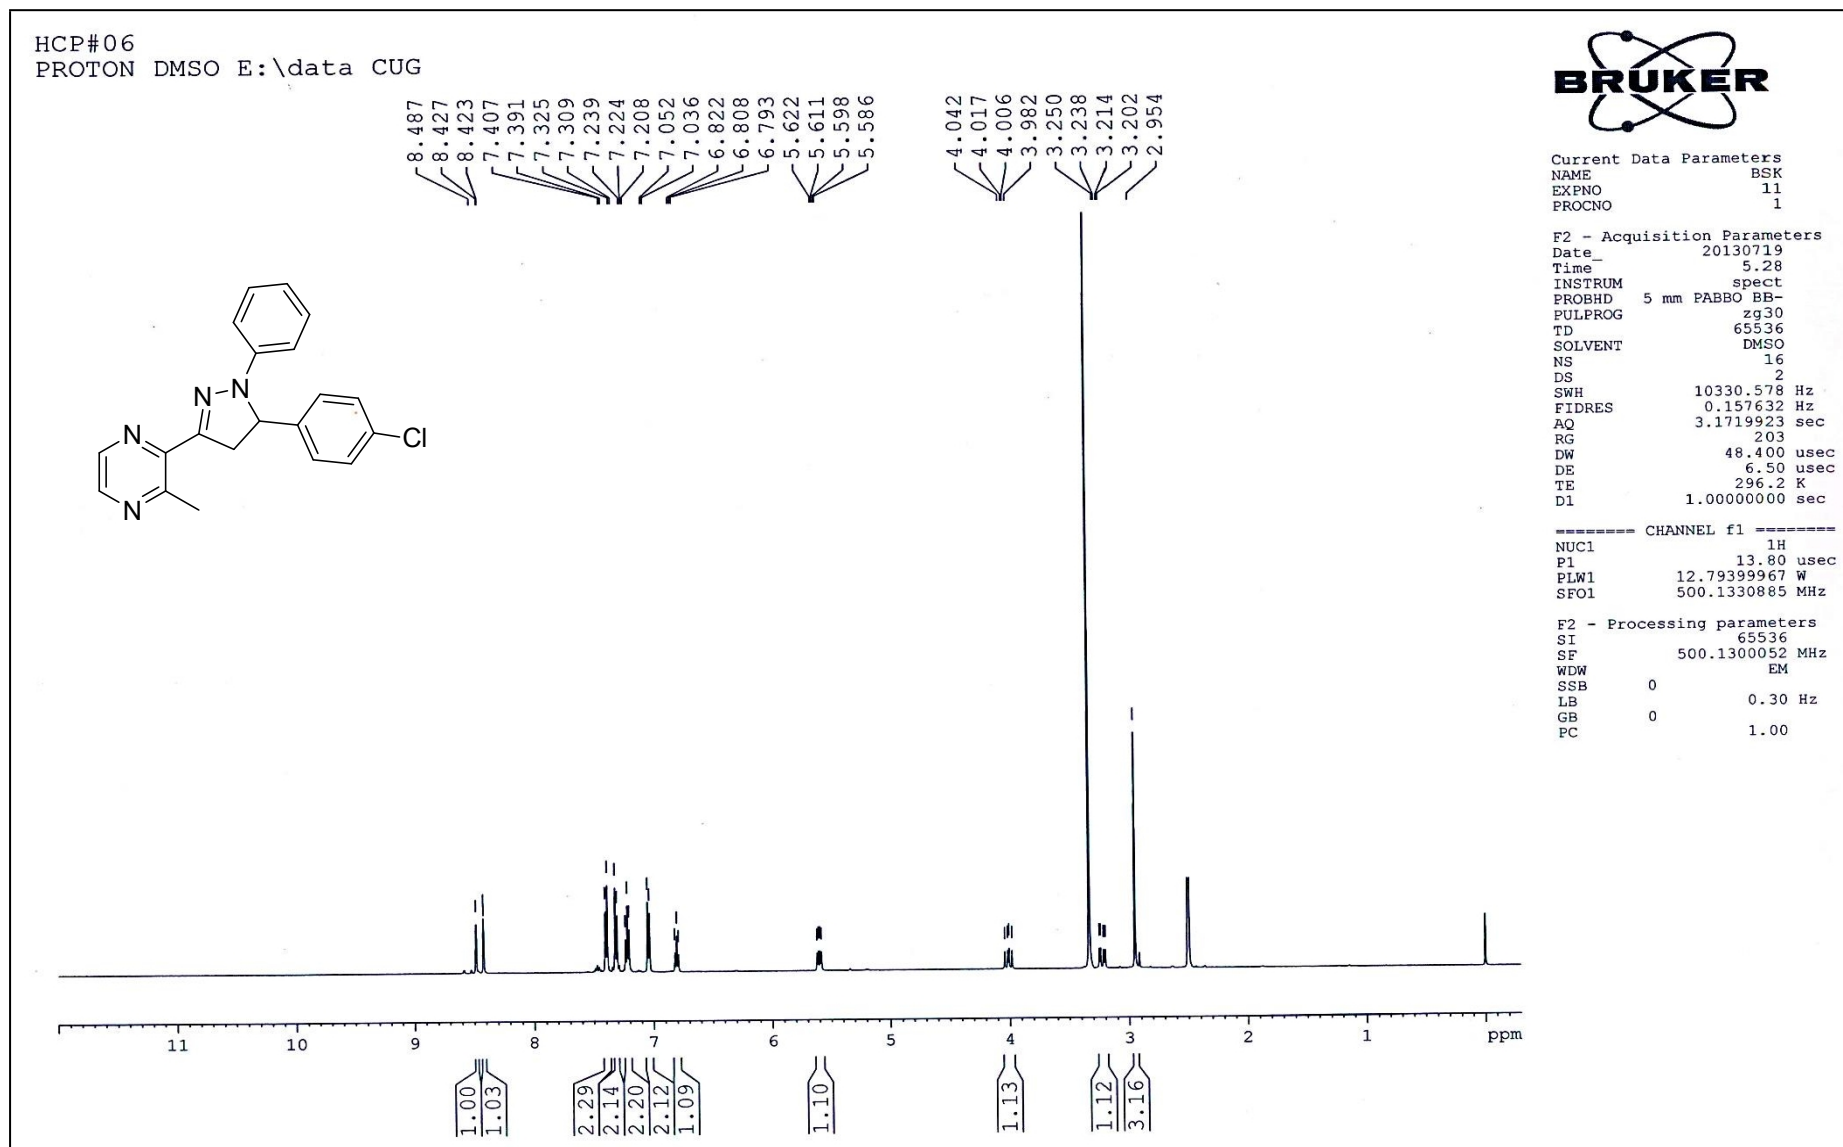 HCP#06
PROTON DMSO E:\data CUG
8.487
8.427
8.423
7.407
7.391
7.325
7.309
7.239
7.224
7.208
7.052
7.036
6.822
6.808
6.793
5.622
5.611
5.598
5.586
4.042
4.017
4.006
3.982
3.250
3.238
3.214
3.202
2.954
BRUKER
Current Data Parameters
NAME BSK
EXPNO 11
PROCNO 1
F2 - Acquisition Parameters
Date_ 20130719
Time 5.28
INSTRUM spect
PROBHD 5 mm PABBO BB-
PULPROG zg30
TD 65536
SOLVENT DMSO
NS 16
DS 2
SWH 10330.578 Hz
FIDRES 0.157632 Hz
AQ 3.1719923 sec
RG 203
DW 48.400 usec
DE 6.50 usec
TE 296.2 K
D1 1.00000000 sec
======== CHANNEL f1 ========
NUC1 1H
P1 13.80 usec
PLW1 12.79399967 W
SFO1 500.1330885 MHz
F2 - Processing parameters
SI 65536
SF 500.1300052 MHz
WDW EM
SSB 0
LB 0.30 Hz
GB 0
PC 1.00
N N
N Cl
N
11 10 9 8 7 6 5 4 3 2 1 ppm
1.00
1.03
2.29
2.14
2.20
2.12
1.09
1.10
1.13
1.12
3.16